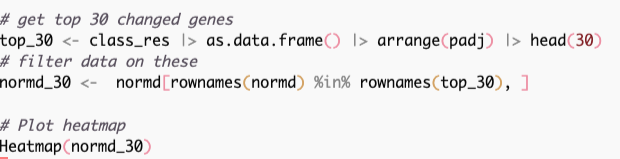 # get top 30 changed genes
top_30 <- class_res |> as.data.frame() |> arrange(padj) |> head(30)
# filter data on these
normd_30 <-  normd[rownames(normd) %in% rownames(top_30), ]
# Plot heatmap
Heatmap(normd_30)